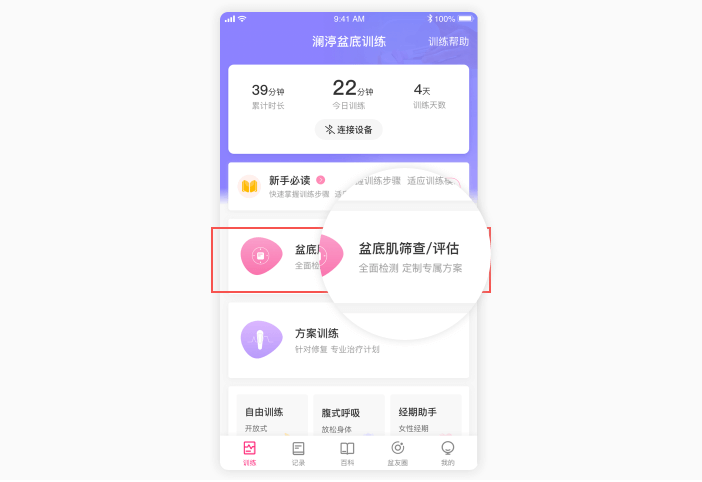 9:41 AM
100%
澜渟盆底训练
训练帮助
39分钟
22分钟
4天
累计时长
今日训练
训练天数
连接设备
新手必读
快速掌握训练步骤 适应
握训练步骤 适应训练模
盆底肌
全面检
盆底肌筛查/评估
全面检测 定制专属方案
方案训练
针对修复 专业治疗计划
自由训练
腹式呼吸
经期助手
开放式
放松身体
女性经期
训练
记录
百科
盆友圈
我的